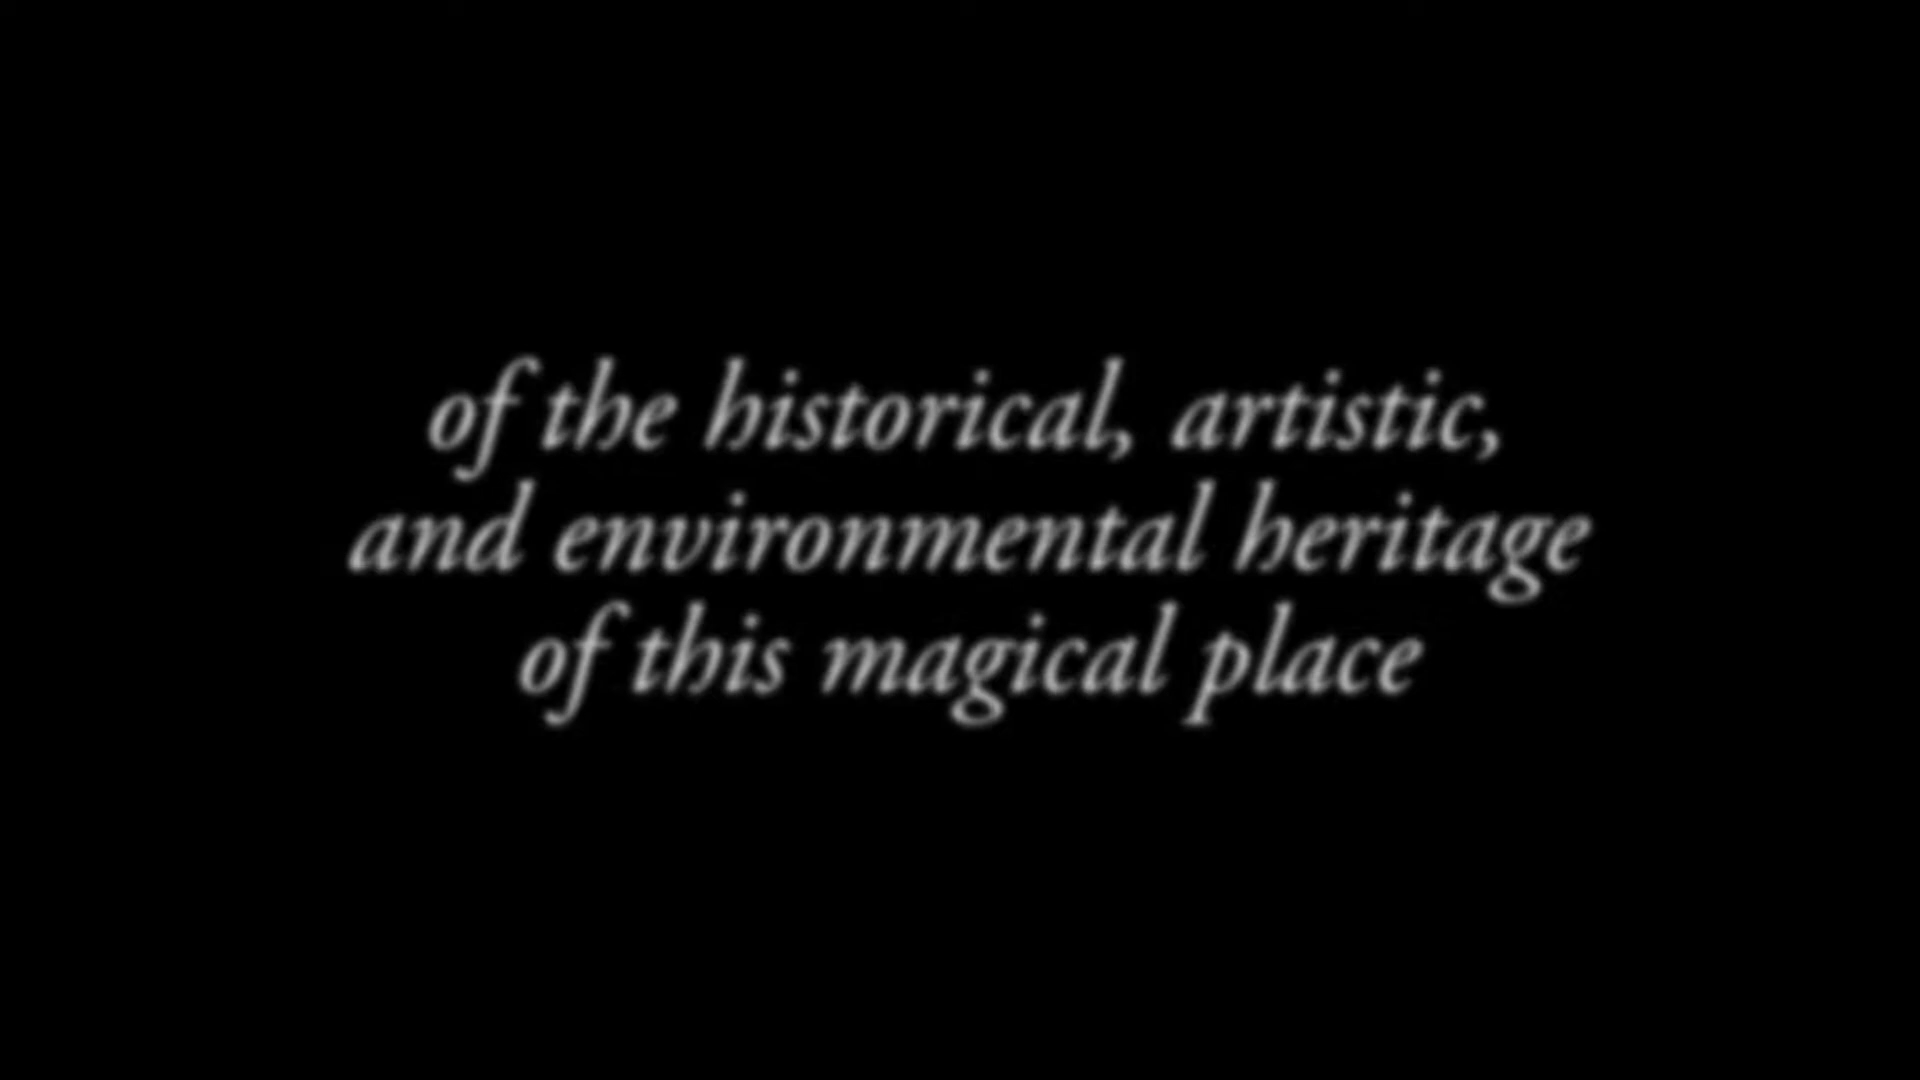 of the historical, artistic,
and environmental heritage
of this magical place